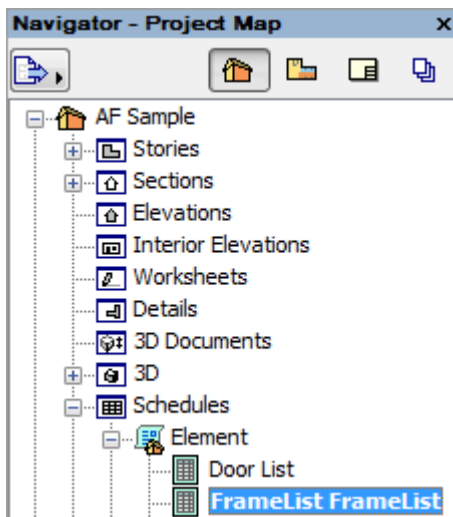 Navigator - Project Map
AF Sample
Stories
Sections
Elevations
Interior Elevations
Worksheets
Details
3D Documents
3D
Schedules
Element
Door List
FrameList FrameList